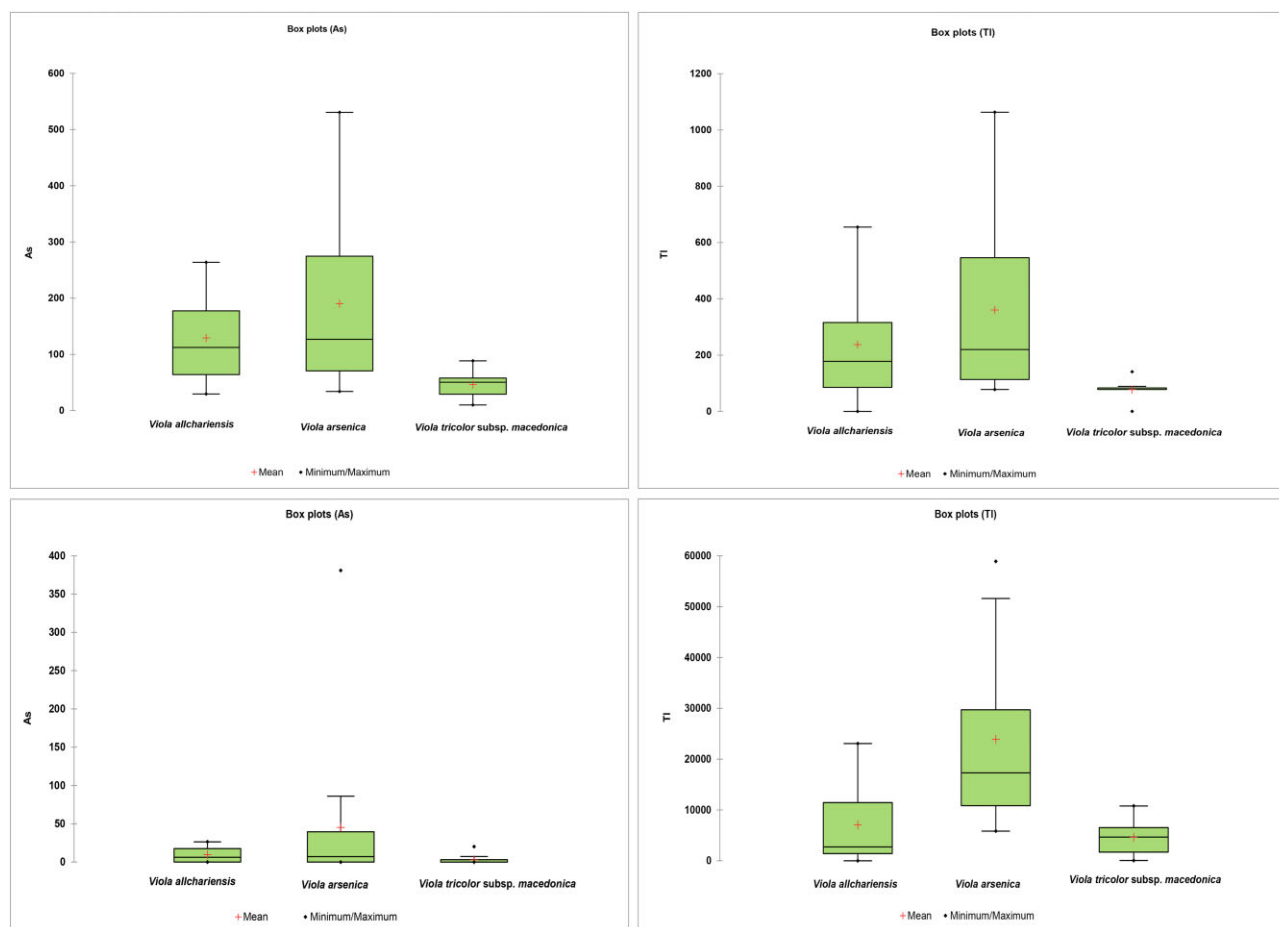 Box plots (As)
600
500
400
300
200
100
0
As
Viola allchariensis Viola arsenica Viola tricolor subsp. macedonica
+Mean • Minimum/Maximum
Box plots (Tl)
1200
1000
800
600
400
200
0
Tl
Viola allchariensis Viola arsenica Viola tricolor subsp. macedonica
+Mean • Minimum/Maximum
Box plots (As)
400
350
300
250
200
150
100
50
0
As
Viola allchariensis Viola arsenica Viola tricolor subsp. macedonica
+Mean • Minimum/Maximum
Box plots (Tl)
60000
50000
40000
30000
20000
10000
0
Tl
Viola allchariensis Viola arsenica Viola tricolor subsp. macedonica
+Mean • Minimum/Maximum